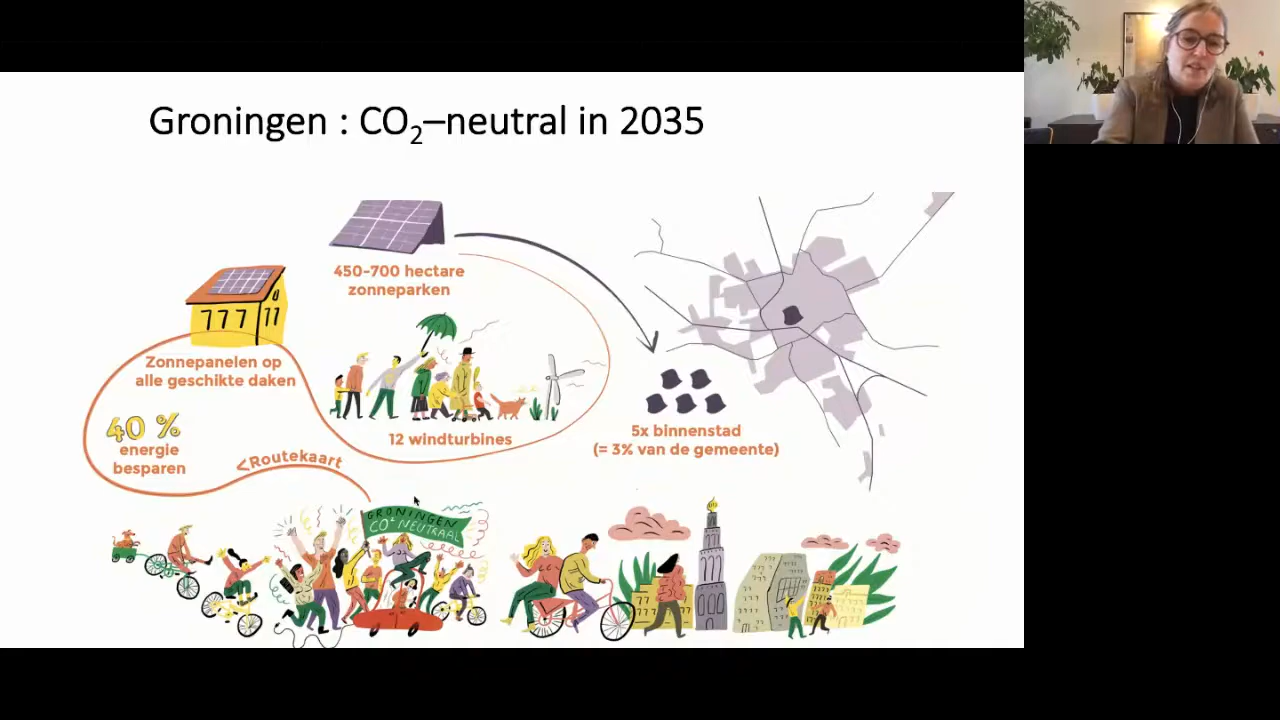 Groningen : CO₂–neutral in 2035
450-700 hectare
zonneparken
Zonnepanelen op
alle geschikte daken
40 %
energie
besparen
<Routekaart
12 windturbines
5x binnenstad
(= 3% van de gemeente)
GRONINGEN
CO² NEUTRAAL